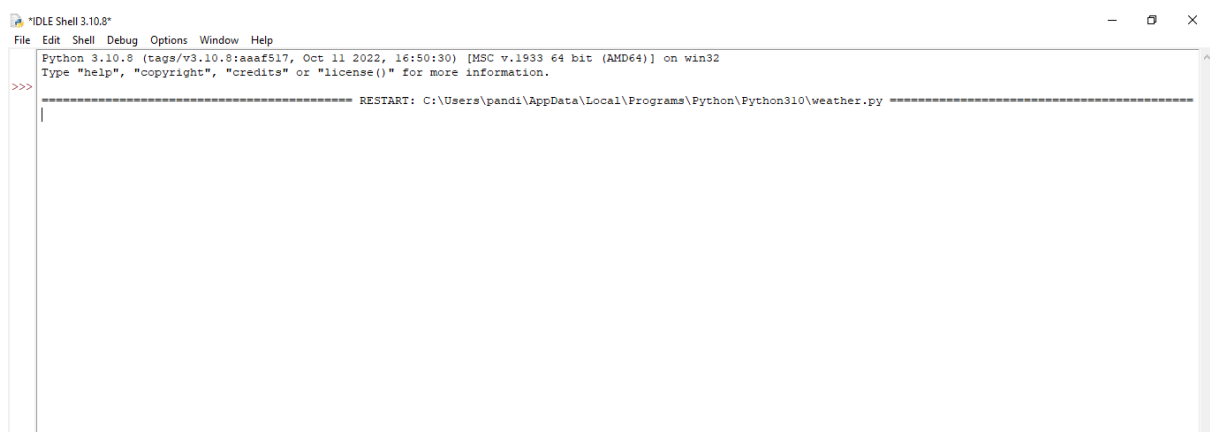 *IDLE Shell 3.10.8*
File Edit Shell Debug Options Window Help
Python 3.10.8 (tags/v3.10.8:aaaf517, Oct 11 2022, 16:50:30) [MSC v.1933 64 bit (AMD64)] on win32
Type "help", "copyright", "credits" or "license()" for more information.
>>>
============================================ RESTART: C:\Users\pandi\AppData\Local\Programs\Python\Python310\weather.py ===========================================